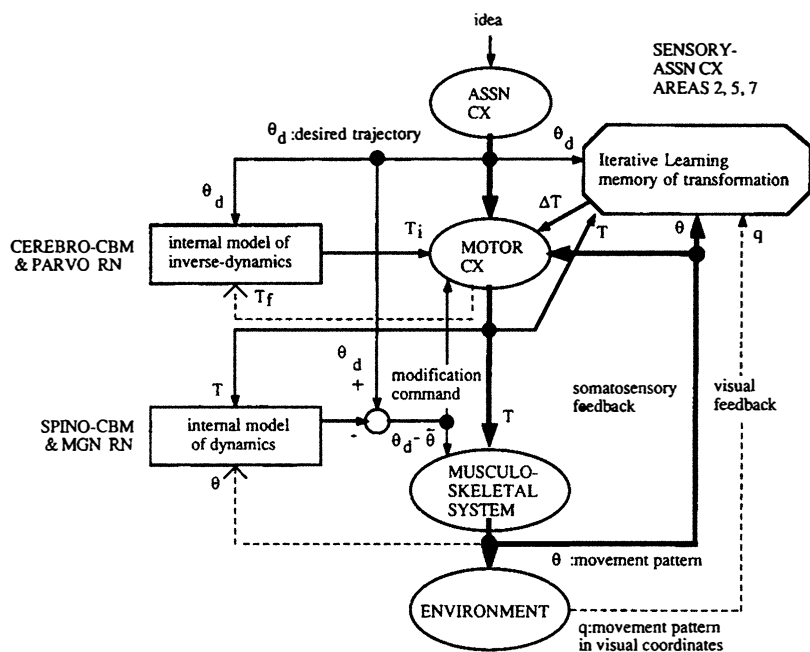 idea
SENSORY-
ASSN CX
AREAS 2, 5, 7
ASSN
CX
θd :desired trajectory
θd
Iterative Learning
memory of transformation
θd
ΔT
CEREBRO-CBM
& PARVO RN
internal model of
inverse-dynamics
Ti
MOTOR
CX
T
θ
q
Tf
θd
+
modification
command
T
T
somatosensory
feedback
visual
feedback
SPINO-CBM
& MGN RN
internal model
of dynamics
-
θd- θ̃
θ
MUSCULO-
SKELETAL
SYSTEM
θ :movement pattern
ENVIRONMENT
q:movement pattern
in visual coordinates